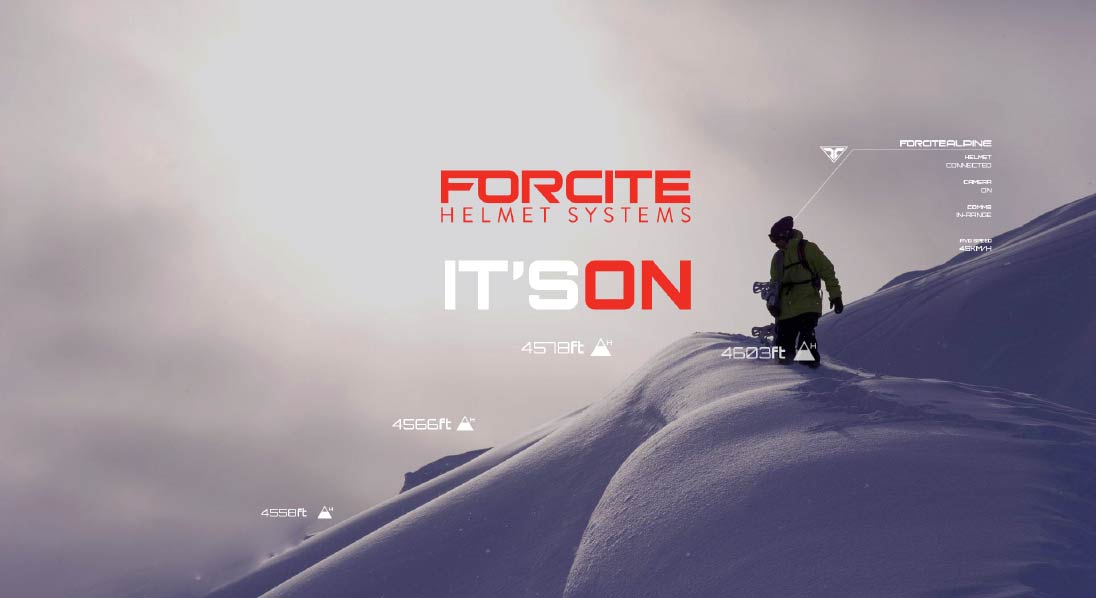 FORCITEALPINE
HELMET
CONNECTED
CAMERA
ON
COMMS
IN-RANGE
AVG SPEED
45KM/H
FORCITE
HELMET SYSTEMS
IT'SON
4578ft H
4603ft H
4566ft H
4558ft H